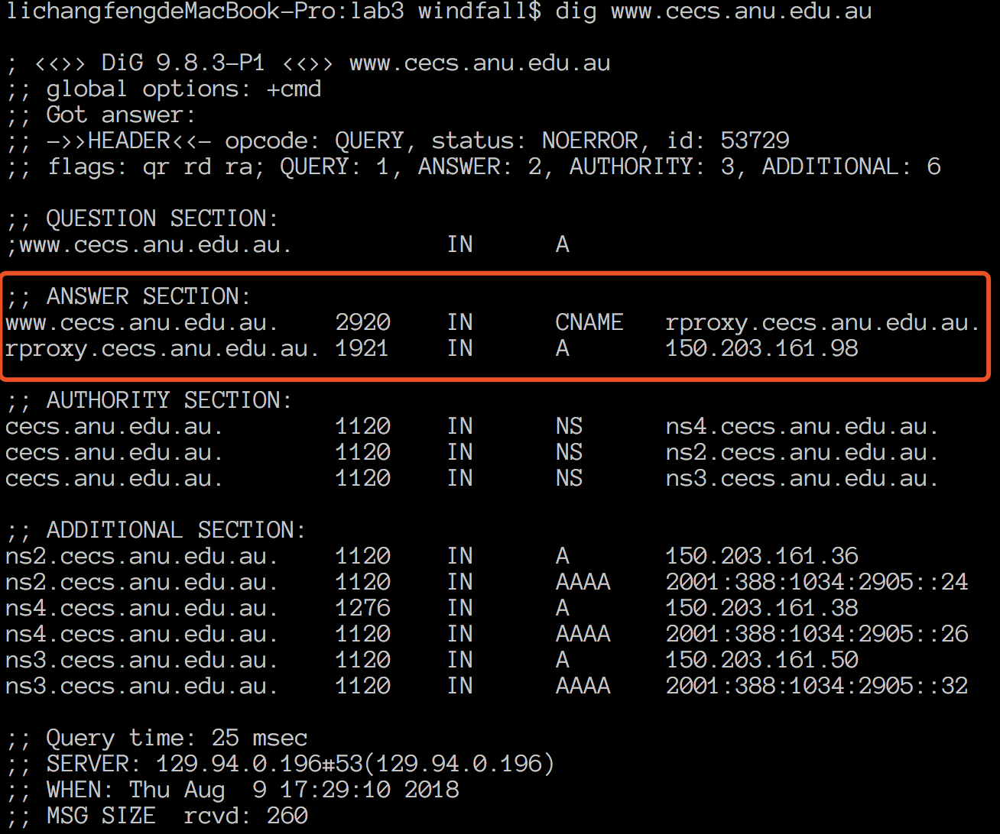 lichangfengdeMacBook-Pro:lab3 windfall$ dig www.cecs.anu.edu.au
; <<>> DiG 9.8.3-P1 <<>> www.cecs.anu.edu.au
;; global options: +cmd
;; Got answer:
;; ->>HEADER<<- opcode: QUERY, status: NOERROR, id: 53729
;; flags: qr rd ra; QUERY: 1, ANSWER: 2, AUTHORITY: 3, ADDITIONAL: 6
;; QUESTION SECTION:
;www.cecs.anu.edu.au. IN A
;; ANSWER SECTION:
www.cecs.anu.edu.au. 2920 IN CNAME rproxy.cecs.anu.edu.au.
rproxy.cecs.anu.edu.au. 1921 IN A 150.203.161.98
;; AUTHORITY SECTION:
cecs.anu.edu.au. 1120 IN NS ns4.cecs.anu.edu.au.
cecs.anu.edu.au. 1120 IN NS ns2.cecs.anu.edu.au.
cecs.anu.edu.au. 1120 IN NS ns3.cecs.anu.edu.au.
;; ADDITIONAL SECTION:
ns2.cecs.anu.edu.au. 1120 IN A 150.203.161.36
ns2.cecs.anu.edu.au. 1120 IN AAAA 2001:388:1034:2905::24
ns4.cecs.anu.edu.au. 1276 IN A 150.203.161.38
ns4.cecs.anu.edu.au. 1120 IN AAAA 2001:388:1034:2905::26
ns3.cecs.anu.edu.au. 1120 IN A 150.203.161.50
ns3.cecs.anu.edu.au. 1120 IN AAAA 2001:388:1034:2905::32
;; Query time: 25 msec
;; SERVER: 129.94.0.196#53(129.94.0.196)
;; WHEN: Thu Aug  9 17:29:10 2018
;; MSG SIZE  rcvd: 260